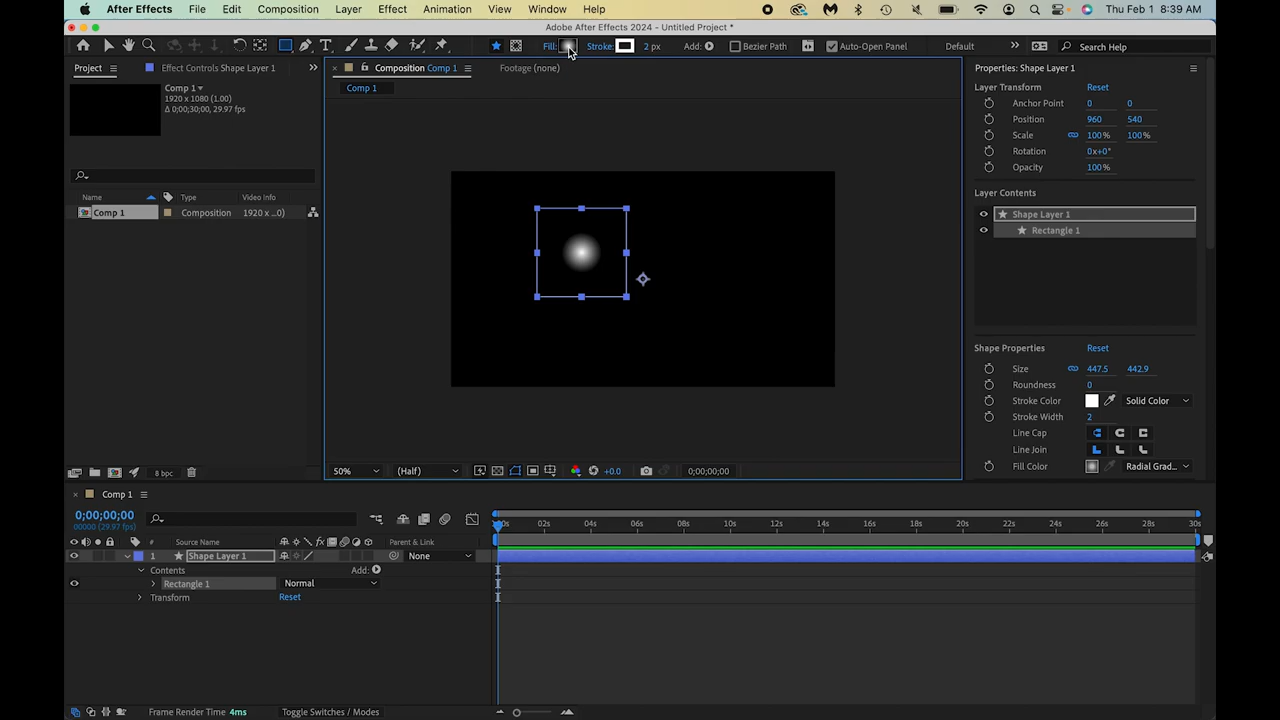 After Effects File Edit Composition Layer Effect Animation View Window Help Thu Feb 1 8:39 AM
Adobe After Effects 2024 - Untitled Project *
Fill: Stroke: 2 px Add: Bezier Path Auto-Open Panel Default Search Help
Project Effect Controls Shape Layer 1 Composition Comp 1 Footage (none) Properties: Shape Layer 1
Comp 1
1920 x 1080 (1.00)
Δ 0;00;30;00, 29.97 fps
Comp 1
Layer Transform Reset
Anchor Point 0 0
Position 960 540
Scale 100% 100%
Rotation 0x+0°
Opacity 100%
Layer Contents
Shape Layer 1
Rectangle 1
Name Type Video Info
Comp 1 Composition 1920 x ...0)
Shape Properties Reset
Size 447.5 442.9
Roundness 0
Stroke Color Solid Color
Stroke Width 2
Line Cap
Line Join
Fill Color Radial Grad...
8 bpc 50% (Half) +0.0 0;00;00;00
Comp 1
0;00;00;00
00000 (29.97 fps)
00s 02s 04s 06s 08s 10s 12s 14s 16s 18s 20s 22s 24s 26s 28s 30s
# Source Name Parent & Link
1 Shape Layer 1 None
Contents Add:
Rectangle 1 Normal
Transform Reset
Frame Render Time 4ms Toggle Switches / Modes